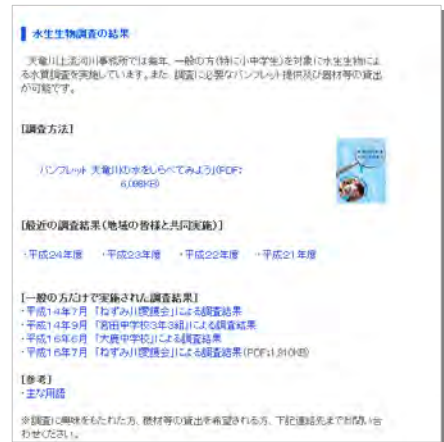 水生生物調査の結果
天竜川上流河川事務所では毎年、一般の方(特に小中学生)を対象に水生生物によ
る水質調査を実施しています。また、調査に必要なパンフレット提供及び器材等の貸出
が可能です。
[調査方法]
パンフレット 天竜川の水をしらべてみよう(PDF:
6,098KB)
[最近の調査結果(地域の皆様と共同実施)]
・平成24年度 ・平成23年度 ・平成22年度 ・平成21年度
[一般の方だけで実施された調査結果]
・平成14年7月 「ねずみ川愛護会」による調査結果
・平成14年9月 「宮田中学校3年3組」による調査結果
・平成16年6月 「大鹿中学校」による調査結果
・平成16年7月 「ねずみ川愛護会」による調査結果(PDF:1,910KB)
[参考]
・主な用語
※調査に興味をもたれた方、機材等の貸出を希望される方、下記連絡先までお問い合
わせください。